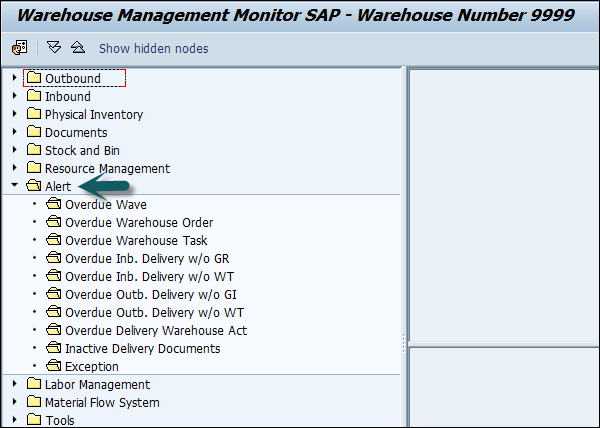 Warehouse Management Monitor SAP - Warehouse Number 9999
Show hidden nodes
Outbound
Inbound
Physical Inventory
Documents
Stock and Bin
Resource Management
Alert
Overdue Wave
Overdue Warehouse Order
Overdue Warehouse Task
Overdue Inb. Delivery w/o GR
Overdue Inb. Delivery w/o WT
Overdue Outb. Delivery w/o GI
Overdue Outb. Delivery w/o WT
Overdue Delivery Warehouse Act
Inactive Delivery Documents
Exception
Labor Management
Material Flow System
Tools